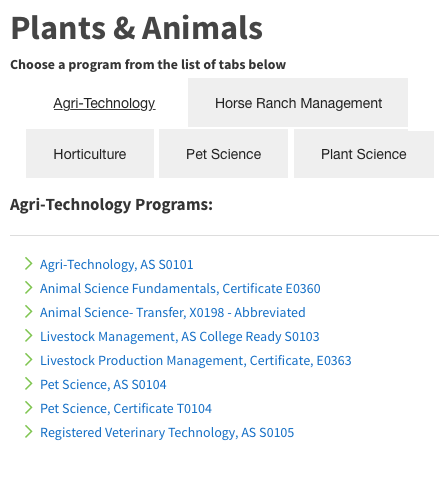 Plants & Animals
Choose a program from the list of tabs below
Agri-Technology
Horse Ranch Management
Horticulture
Pet Science
Plant Science
Agri-Technology Programs:
Agri-Technology, AS S0101
Animal Science Fundamentals, Certificate E0360
Animal Science- Transfer, X0198 - Abbreviated
Livestock Management, AS College Ready S0103
Livestock Production Management, Certificate, E0363
Pet Science, AS S0104
Pet Science, Certificate T0104
Registered Veterinary Technology, AS S0105